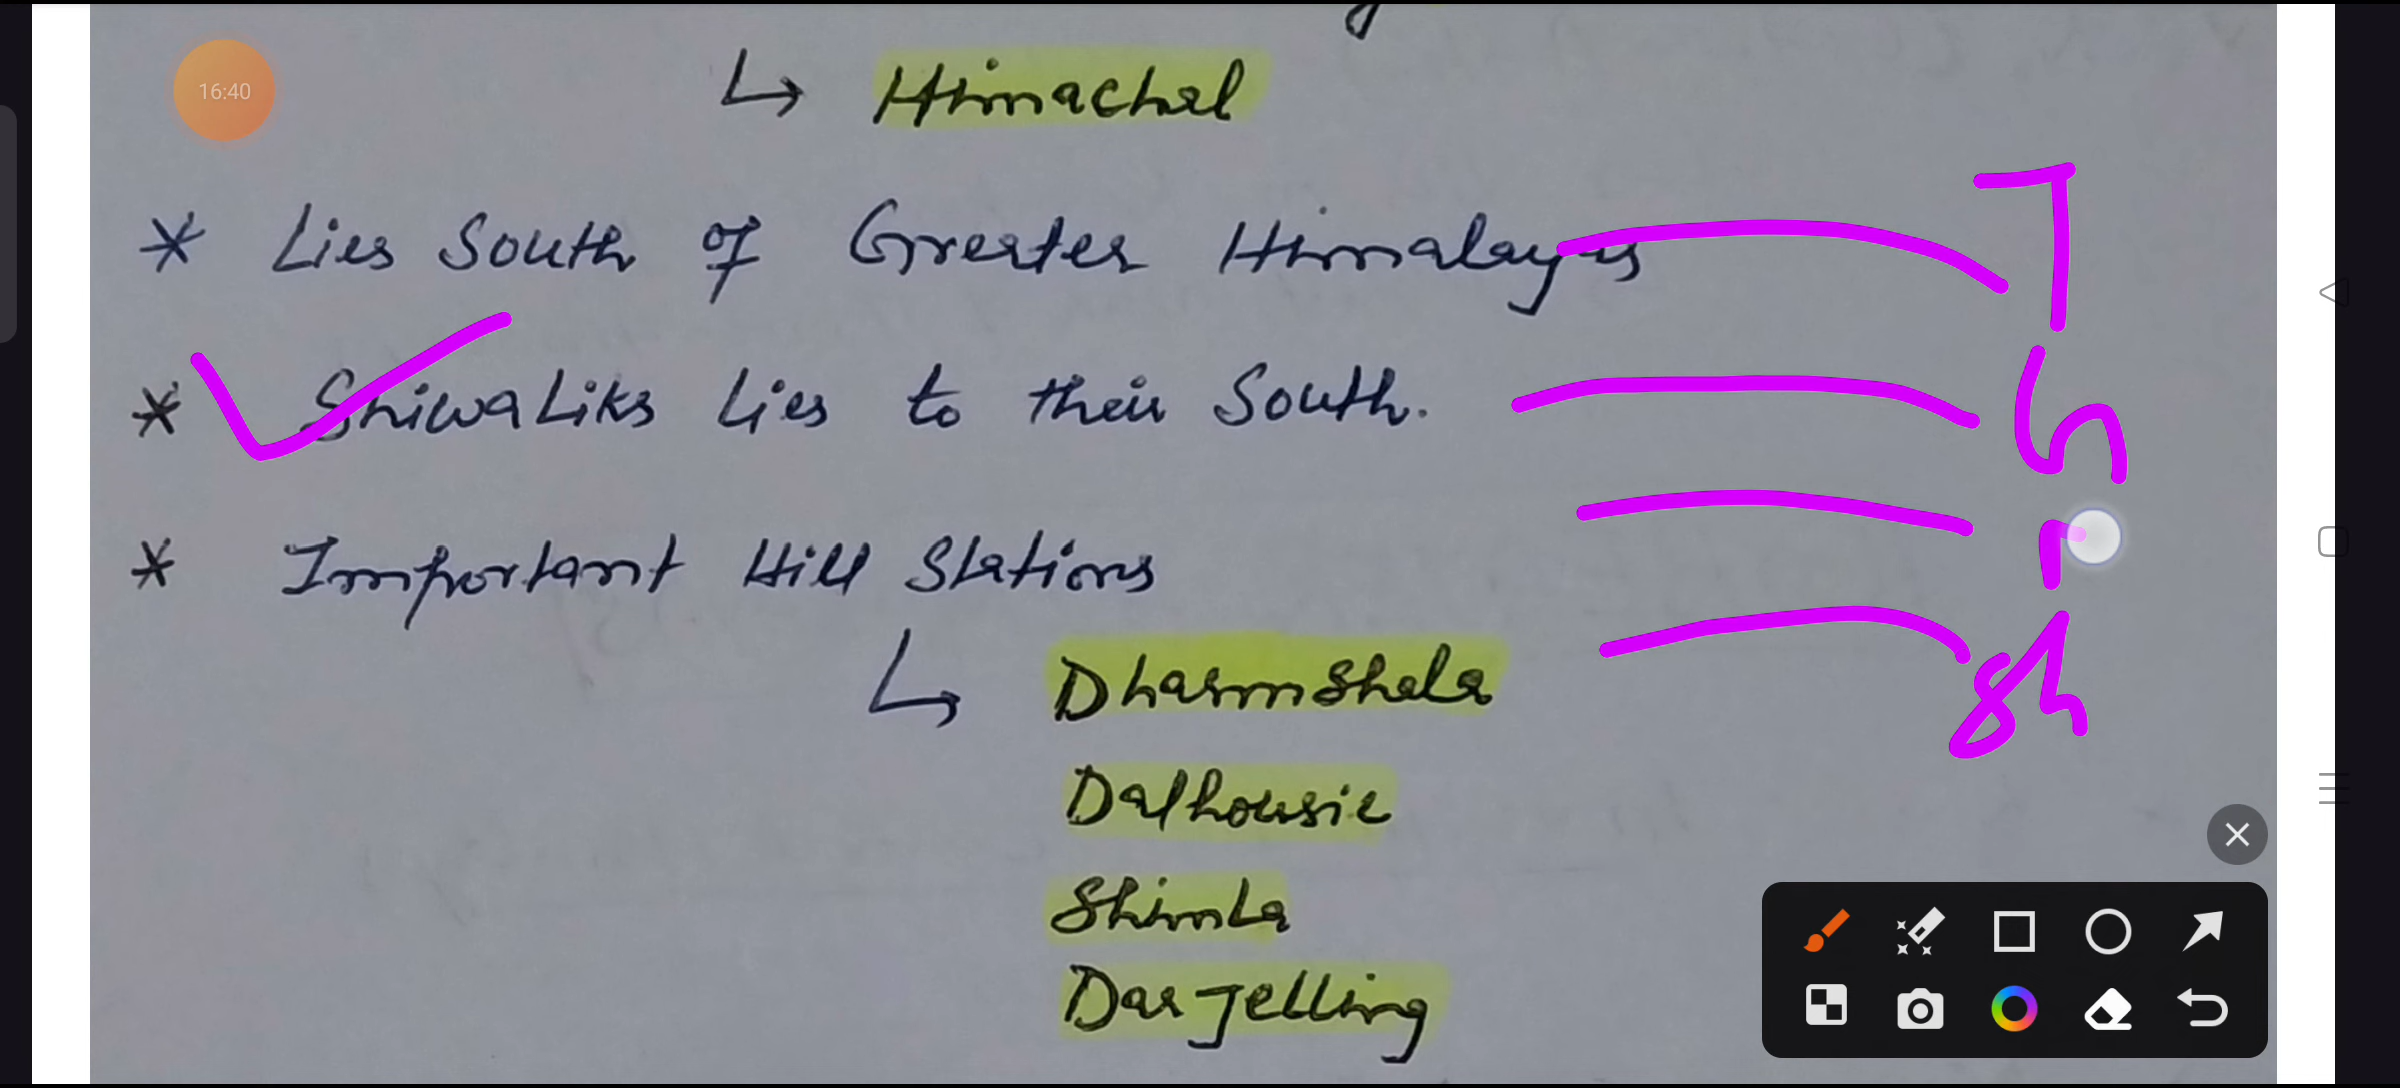 16:40
↳ Himachal
* Lies South of Greater Himalayas
* Shiwaliks Lies to their South.
* Important Hill Stations
↳ Dharmshala
Dalhousie
Shimla
Darjelling
T
h
r
Sh